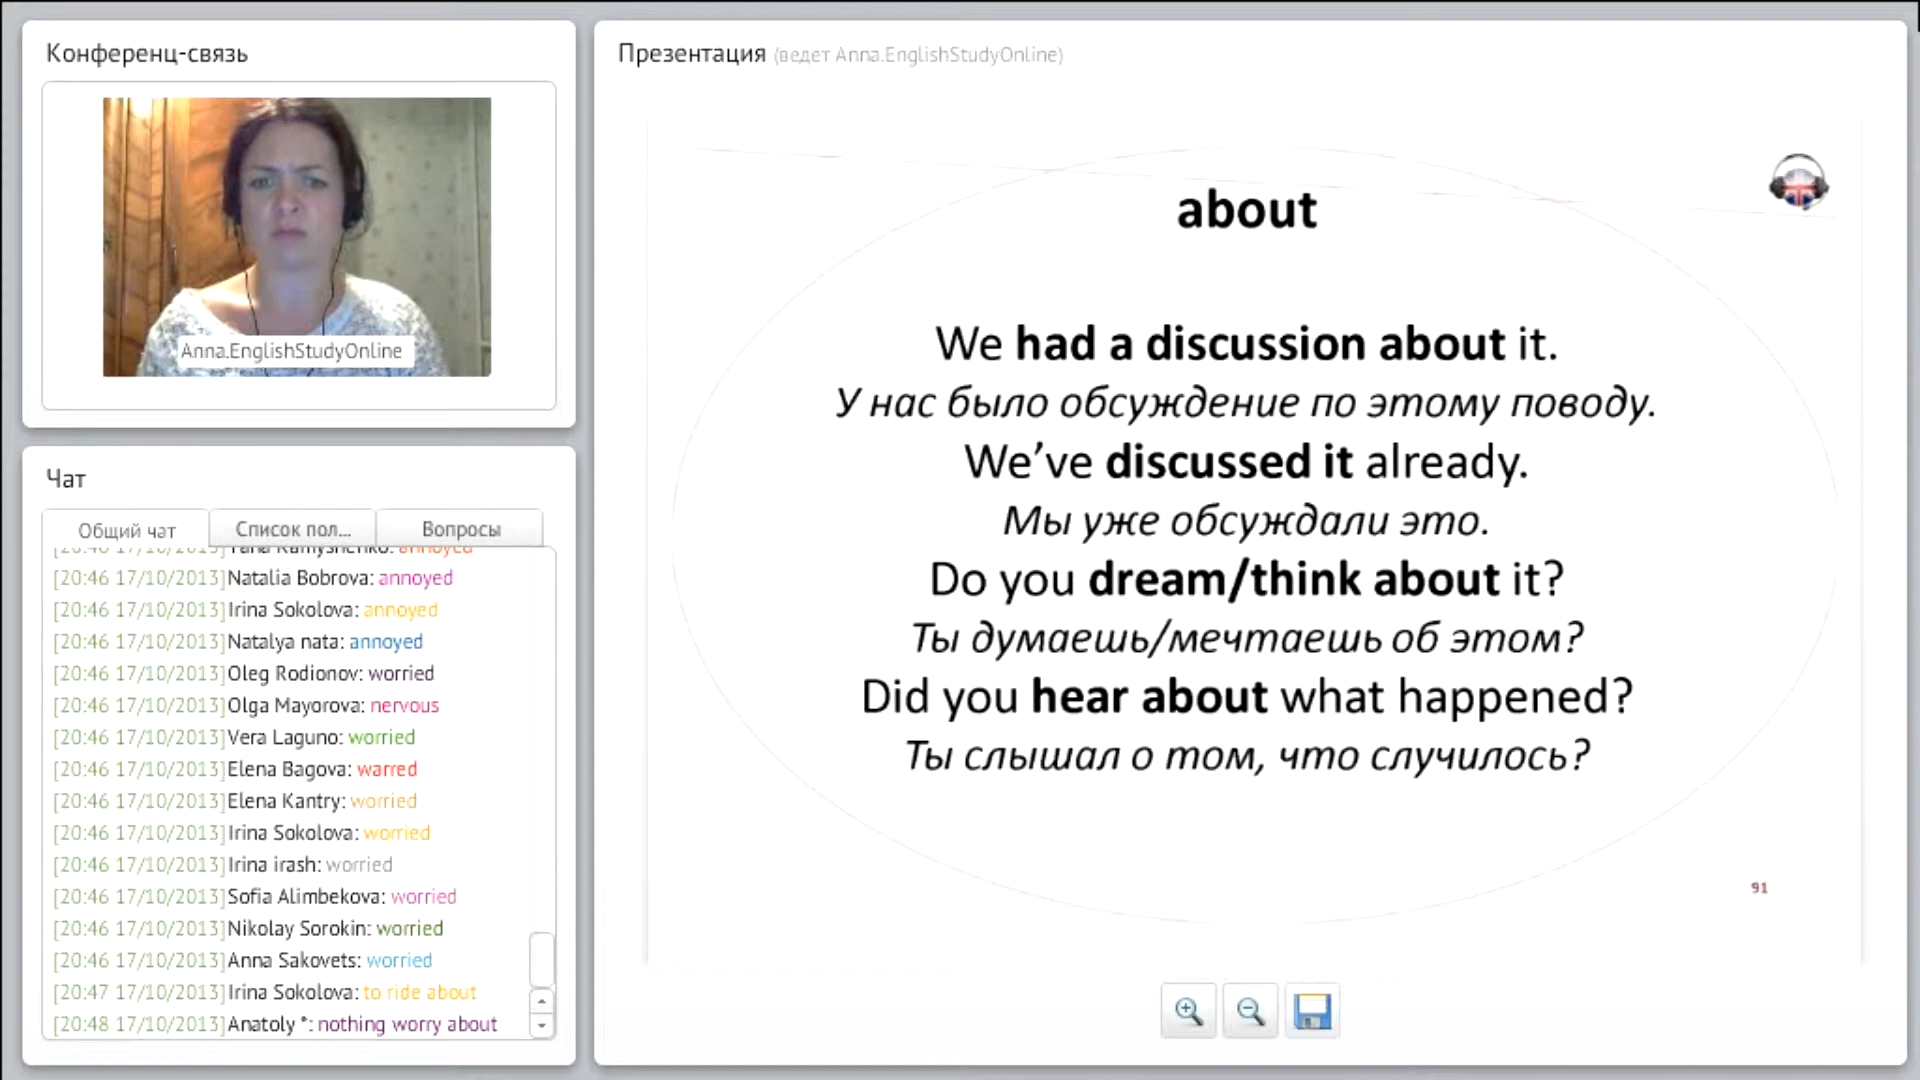 Конференц-связь
Anna.EnglishStudyOnline
Чат
Общий чат
Список пол...
Вопросы
annoyed
[20:46 17/10/2013]Natalia Bobrova: annoyed
[20:46 17/10/2013]Irina Sokolova: annoyed
[20:46 17/10/2013]Natalya nata: annoyed
[20:46 17/10/2013]Oleg Rodionov: worried
[20:46 17/10/2013]Olga Mayorova: nervous
[20:46 17/10/2013]Vera Laguno: worried
[20:46 17/10/2013]Elena Bagova: warred
[20:46 17/10/2013]Elena Kantry: worried
[20:46 17/10/2013]Irina Sokolova: worried
[20:46 17/10/2013]Irina irash: worried
[20:46 17/10/2013]Sofia Alimbekova: worried
[20:46 17/10/2013]Nikolay Sorokin: worried
[20:46 17/10/2013]Anna Sakovets: worried
[20:47 17/10/2013]Irina Sokolova: to ride about
[20:48 17/10/2013]Anatoly *: nothing worry about
Презентация (ведет Anna.EnglishStudyOnline)
about
We had a discussion about it.
У нас было обсуждение по этому поводу.
We’ve discussed it already.
Мы уже обсуждали это.
Do you dream/think about it?
Ты думаешь/мечтаешь об этом?
Did you hear about what happened?
Ты слышал о том, что случилось?
91